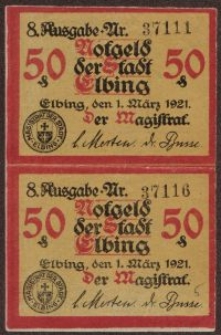 8. Ausgabe-Nr. 37111
Notgeld
50 der Stadt 50
₰ Elbing ₰
Elbing, den 1. März 1921.
Der Magistrat.
8. Ausgabe-Nr. 37116
Notgeld
50 der Stadt 50
₰ Elbing ₰
Elbing, den 1. März 1921.
Der Magistrat.